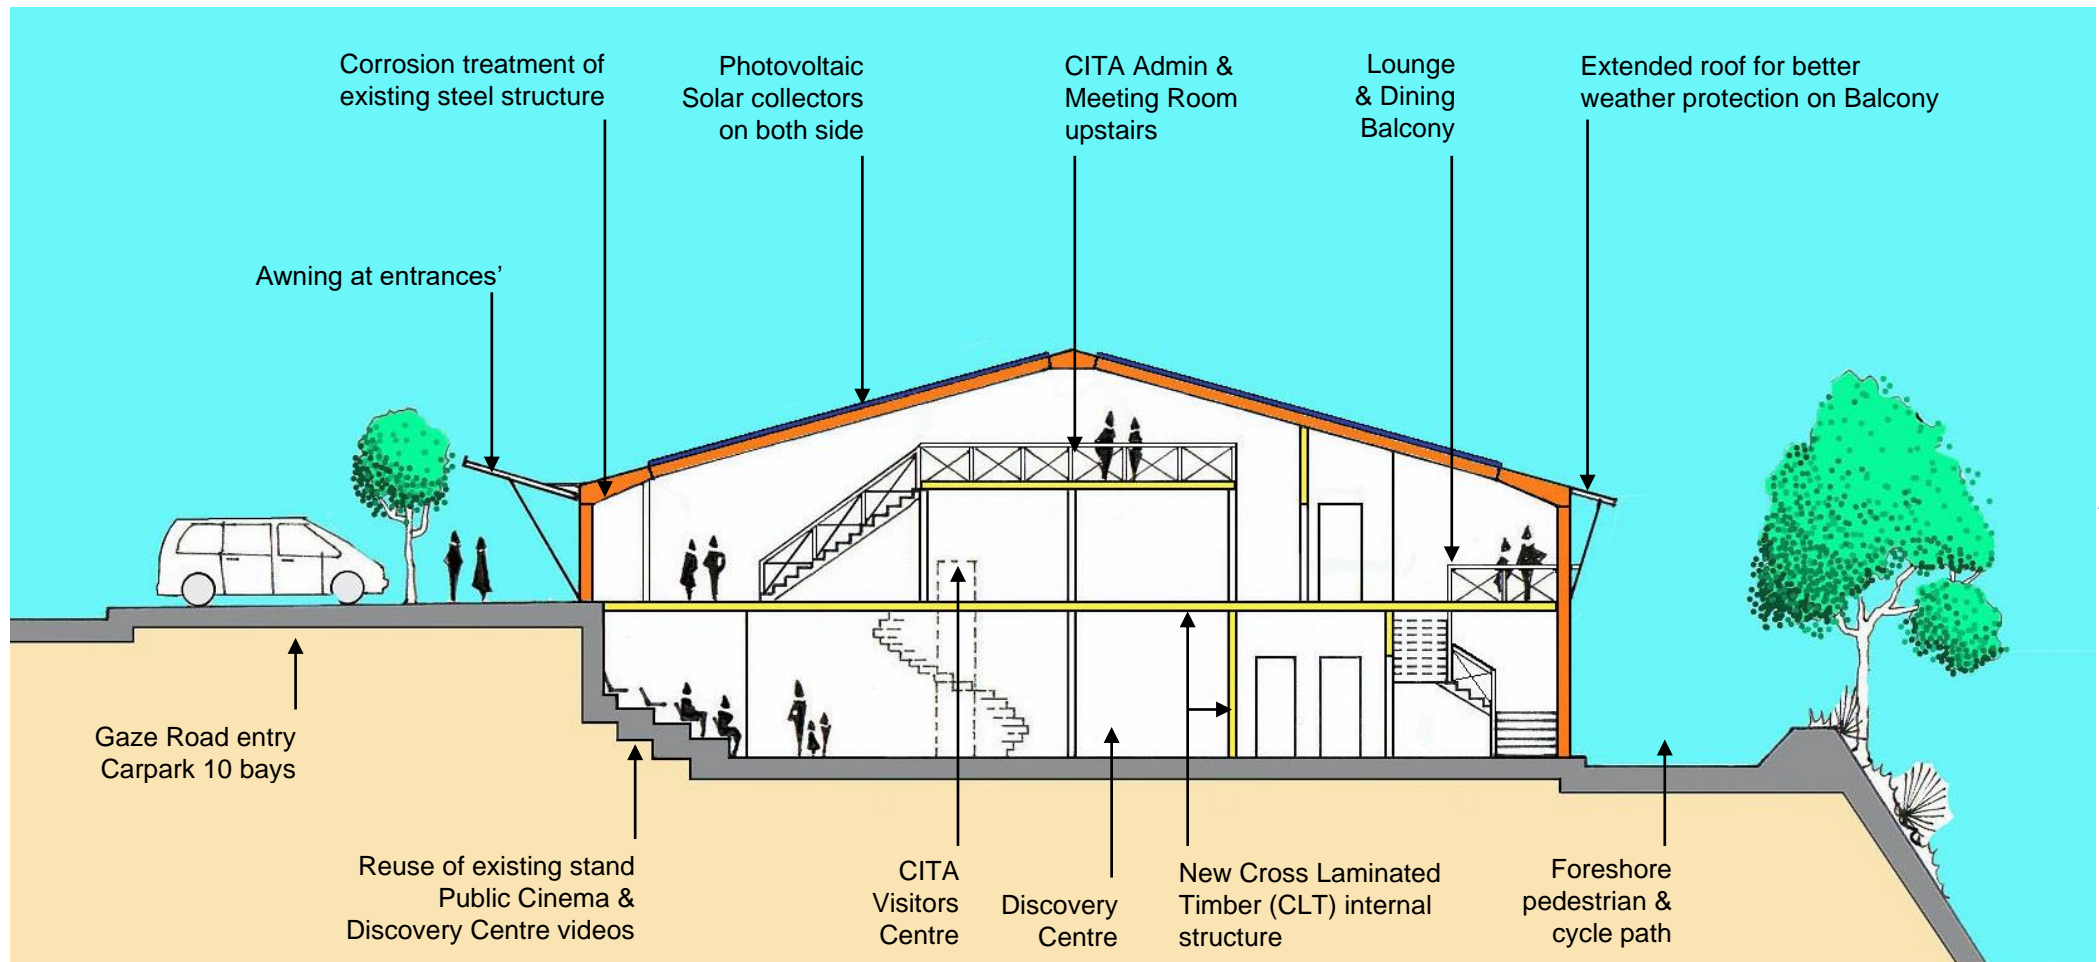 Corrosion treatment of
existing steel structure
Photovoltaic
Solar collectors
on both side
CITA Admin &
Meeting Room
upstairs
Lounge
& Dining
Balcony
Extended roof for better
weather protection on Balcony
Awning at entrances’
Gaze Road entry
Carpark 10 bays
Reuse of existing stand
Public Cinema &
Discovery Centre videos
CITA
Visitors
Centre
Discovery
Centre
New Cross Laminated
Timber (CLT) internal
structure
Foreshore
pedestrian &
cycle path